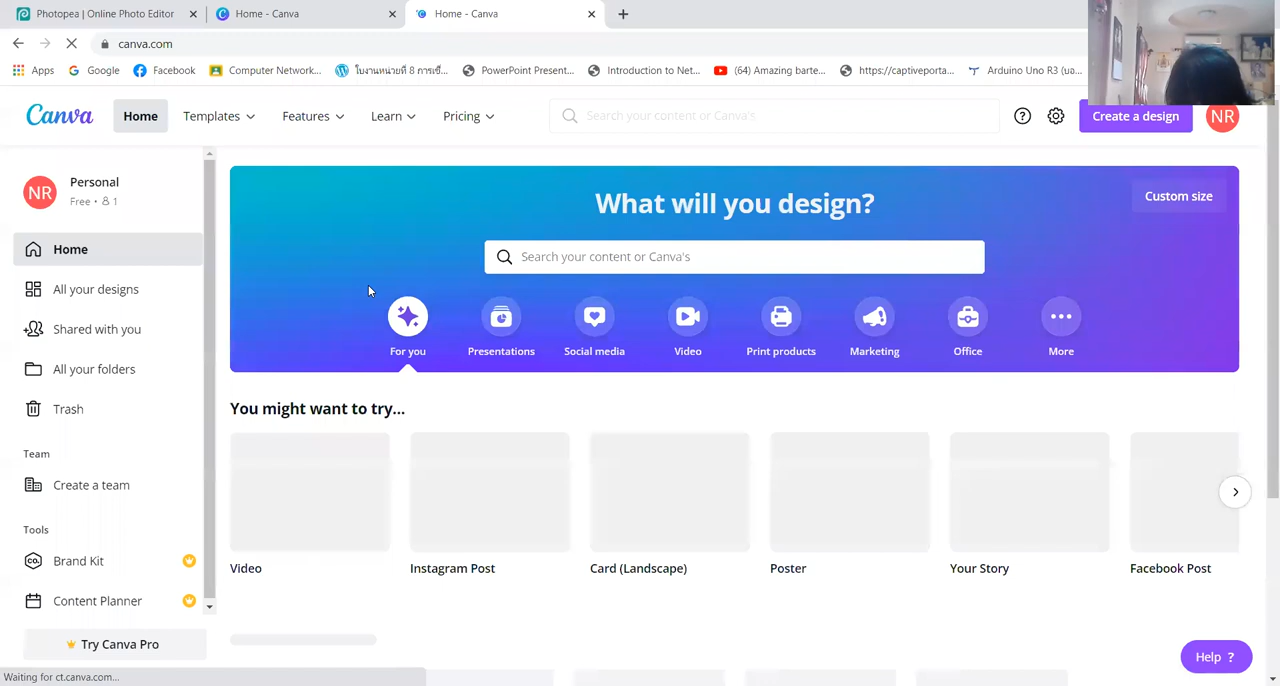 Photopea | Online Photo Editor
Home - Canva
Home - Canva
canva.com
Apps
Google
Facebook
Computer Network...
ใบงานหน่วยที่ 8 การเขี...
PowerPoint Present...
Introduction to Net...
(64) Amazing barte...
https://captiveporta...
Arduino Uno R3 (บอ...
Canva
Home
Templates
Features
Learn
Pricing
Search your content or Canva's
Create a design
NR
NR
Personal
Free • 1
Home
All your designs
Shared with you
All your folders
Trash
Team
Create a team
Tools
CO.
Brand Kit
Content Planner
Try Canva Pro
What will you design?
Custom size
Search your content or Canva's
For you
Presentations
Social media
Video
Print products
Marketing
Office
More
You might want to try...
Video
Instagram Post
Card (Landscape)
Poster
Your Story
Facebook Post
Help ?
Waiting for ct.canva.com...